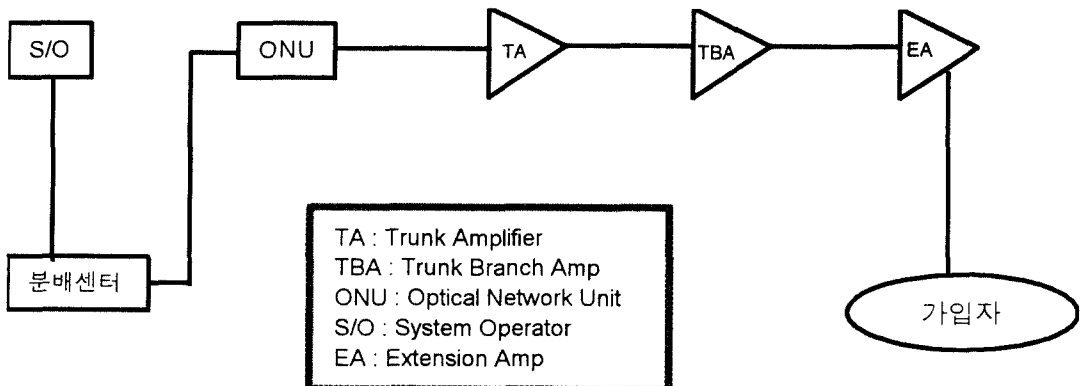 S/O
ONU
TA
TBA
EA
분배센터
TA : Trunk Amplifier
TBA : Trunk Branch Amp
ONU : Optical Network Unit
S/O : System Operator
EA : Extension Amp
가입자